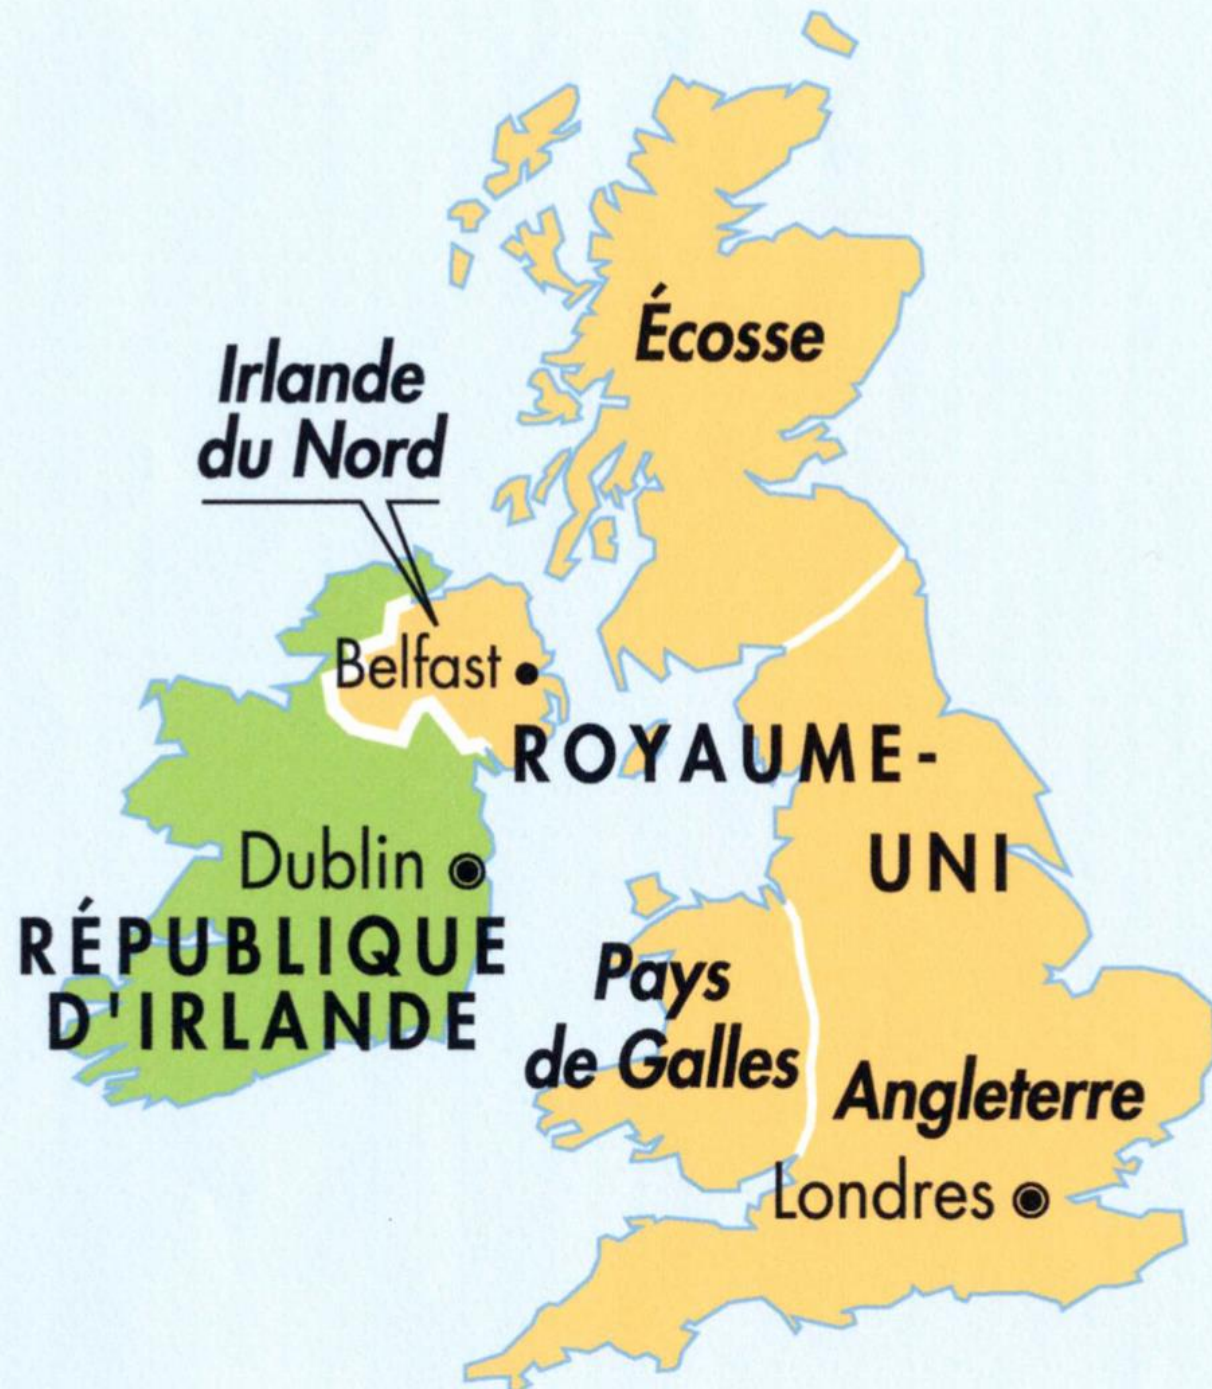 Écosse
Irlande
du Nord
Belfast
ROYAUME-
UNI
Dublin
RÉPUBLIQUE
D'IRLANDE
Pays
de Galles
Angleterre
Londres